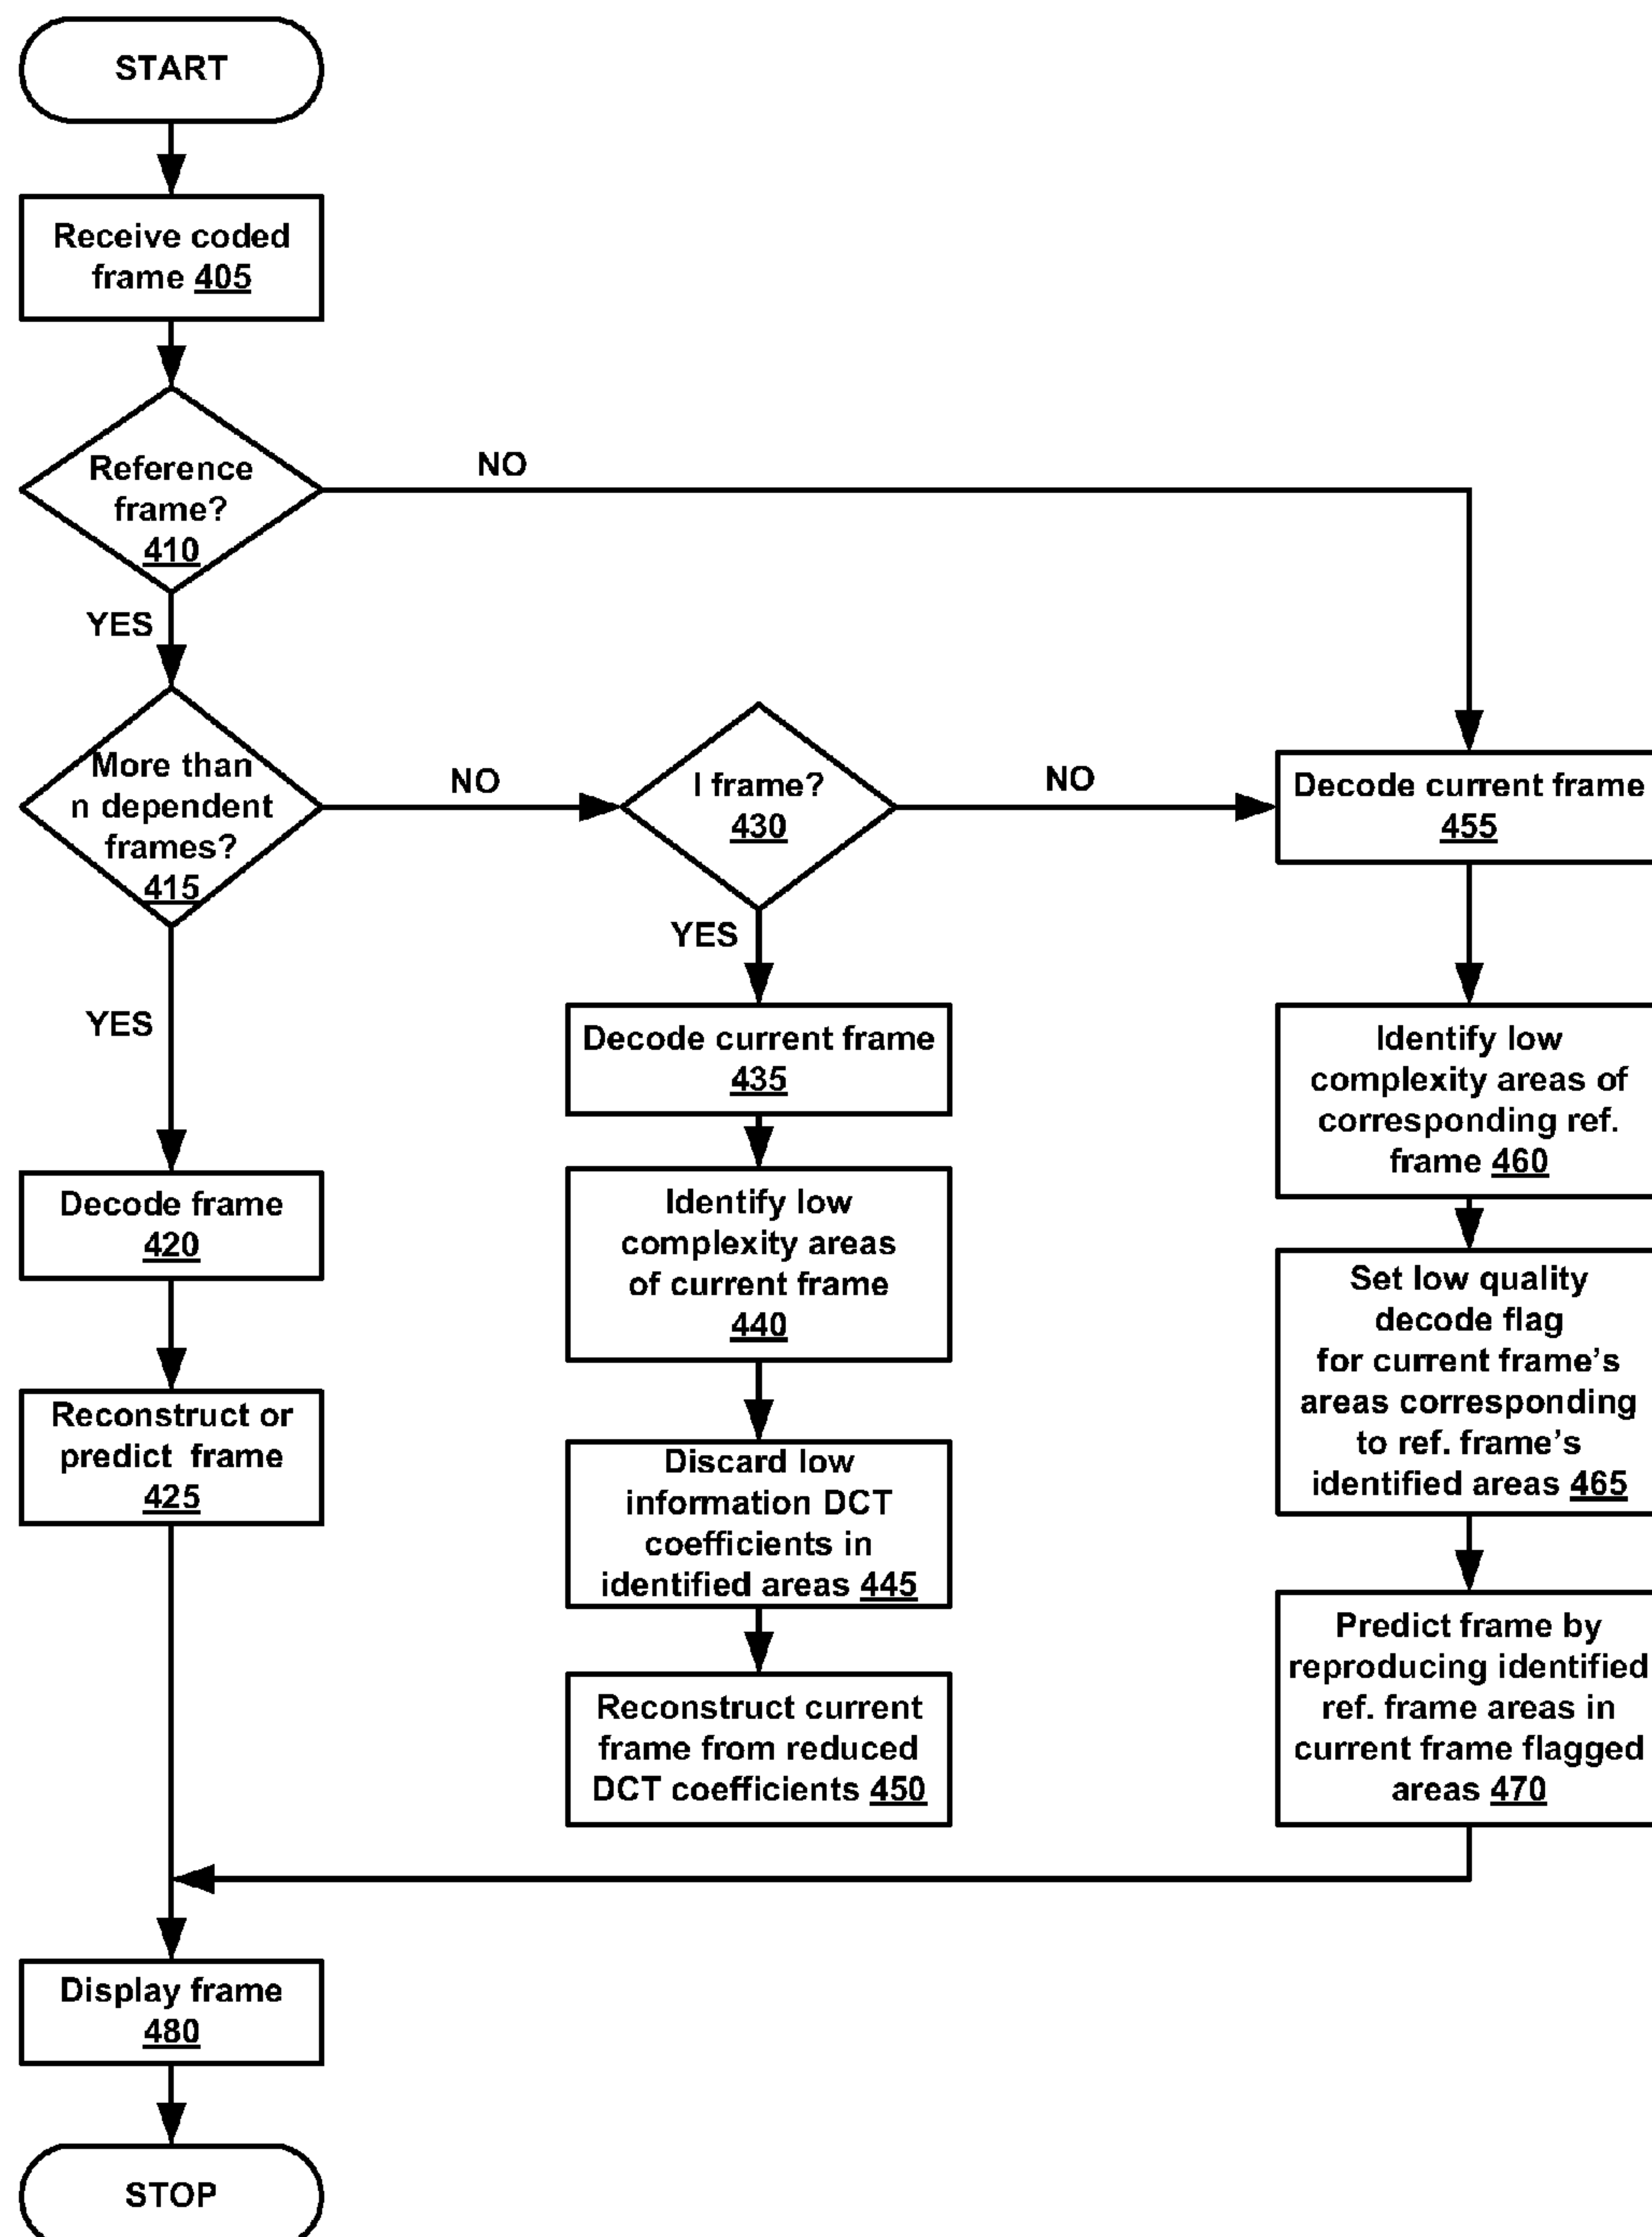 START
Receive coded
frame 405
Reference
frame?
410
NO
YES
More than
n dependent
frames?
415
NO
I frame?
430
NO
Decode current frame
455
YES
YES
Decode current frame
435
Identify low
complexity areas of
corresponding ref.
frame 460
Decode frame
420
Identify low
complexity areas
of current frame
440
Set low quality
decode flag
for current frame’s
areas corresponding
to ref. frame’s
identified areas 465
Reconstruct or
predict frame
425
Discard low
information DCT
coefficients in
identified areas 445
Predict frame by
reproducing identified
ref. frame areas in
current frame flagged
areas 470
Reconstruct current
frame from reduced
DCT coefficients 450
Display frame
480
STOP